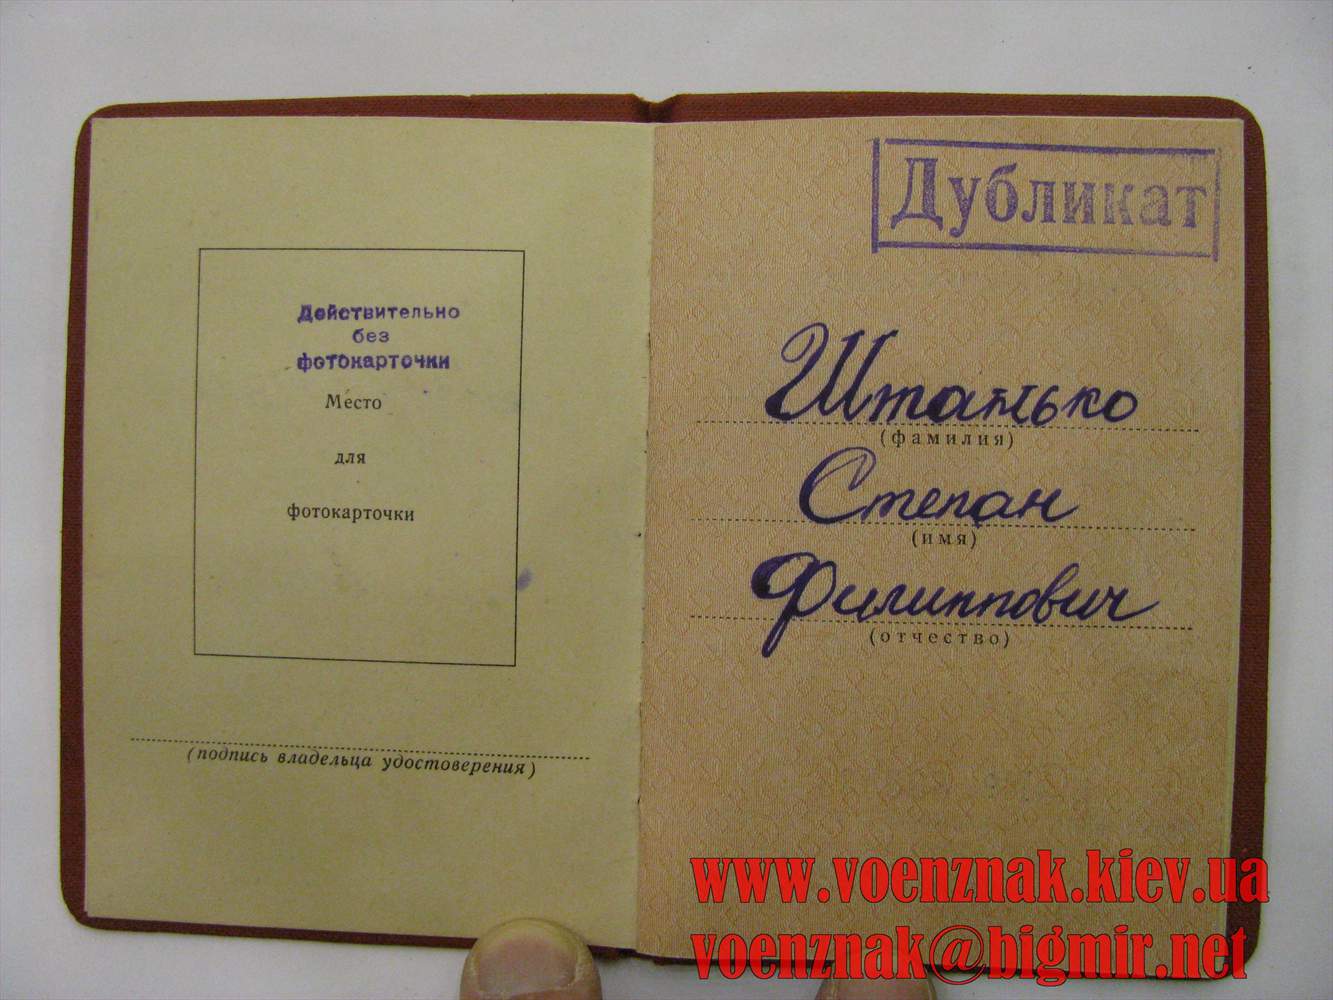 Действительно
без
фотокарточки
Место
для
фотокарточки
(подпись владельца удостоверения)
Дубликат
Штанько
(фамилия)
Степан
(имя)
Филиппович
(отчество)
www.voenznak.kiev.ua
voenznak@bigmir.net